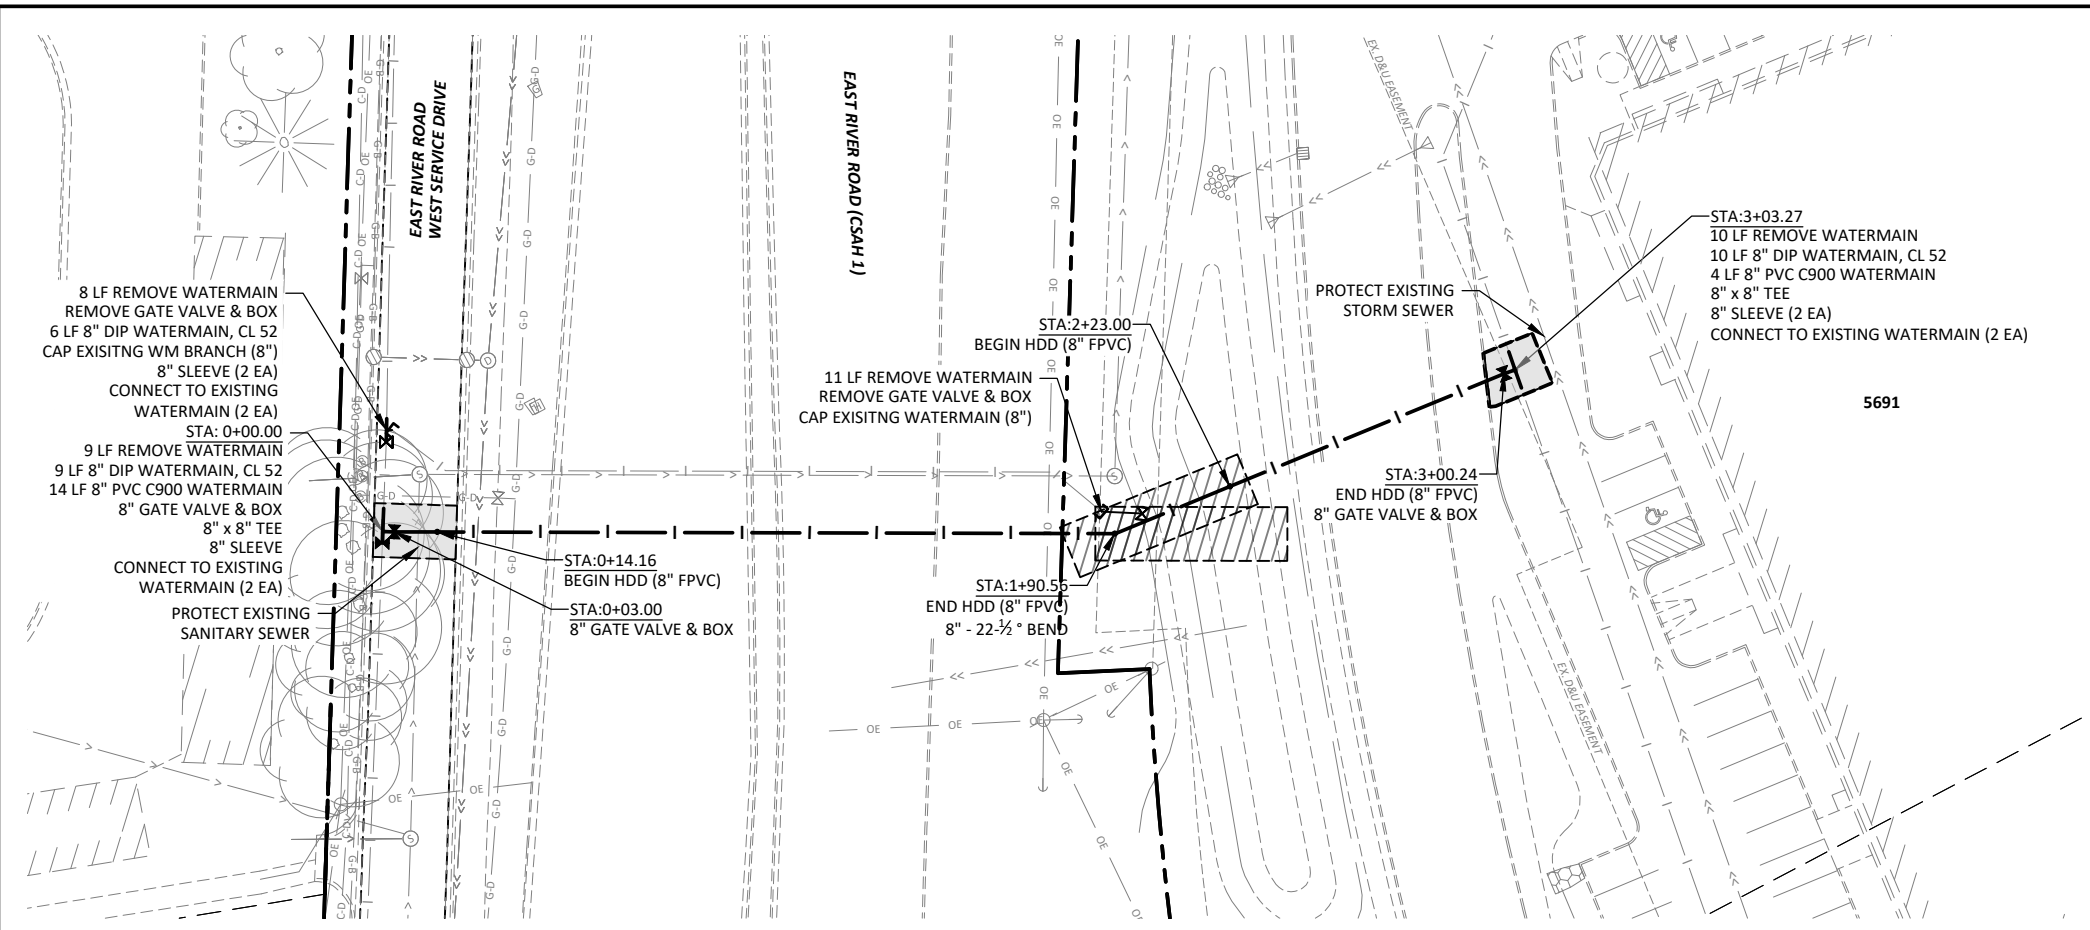 EAST RIVER ROAD
WEST SERVICE DRIVE
EAST RIVER ROAD (CSAH 1)
8 LF REMOVE WATERMAIN
REMOVE GATE VALVE & BOX
6 LF 8" DIP WATERMAIN, CL 52
CAP EXISITNG WM BRANCH (8")
8" SLEEVE (2 EA)
CONNECT TO EXISTING
WATERMAIN (2 EA)
STA: 0+00.00
9 LF REMOVE WATERMAIN
9 LF 8" DIP WATERMAIN, CL 52
14 LF 8" PVC C900 WATERMAIN
8" GATE VALVE & BOX
8" x 8" TEE
8" SLEEVE
CONNECT TO EXISTING
WATERMAIN (2 EA)
PROTECT EXISTING
SANITARY SEWER
STA:0+14.16
BEGIN HDD (8" FPVC)
STA:0+03.00
8" GATE VALVE & BOX
STA:2+23.00
BEGIN HDD (8" FPVC)
11 LF REMOVE WATERMAIN
REMOVE GATE VALVE & BOX
CAP EXISITNG WATERMAIN (8")
STA:1+90.56
END HDD (8" FPVC)
8" - 22-½ ° BEND
PROTECT EXISTING
STORM SEWER
STA:3+00.24
END HDD (8" FPVC)
8" GATE VALVE & BOX
STA:3+03.27
10 LF REMOVE WATERMAIN
10 LF 8" DIP WATERMAIN, CL 52
4 LF 8" PVC C900 WATERMAIN
8" x 8" TEE
8" SLEEVE (2 EA)
CONNECT TO EXISTING WATERMAIN (2 EA)
5691
EX. D&U EASEMENT
EX. D&U EASEMENT
OE
OE
OE
OE
OE
OE
OE
OE
G-D
G-D
G-D
G-D
C-D
C-D
G-B
G-B
S
S
S